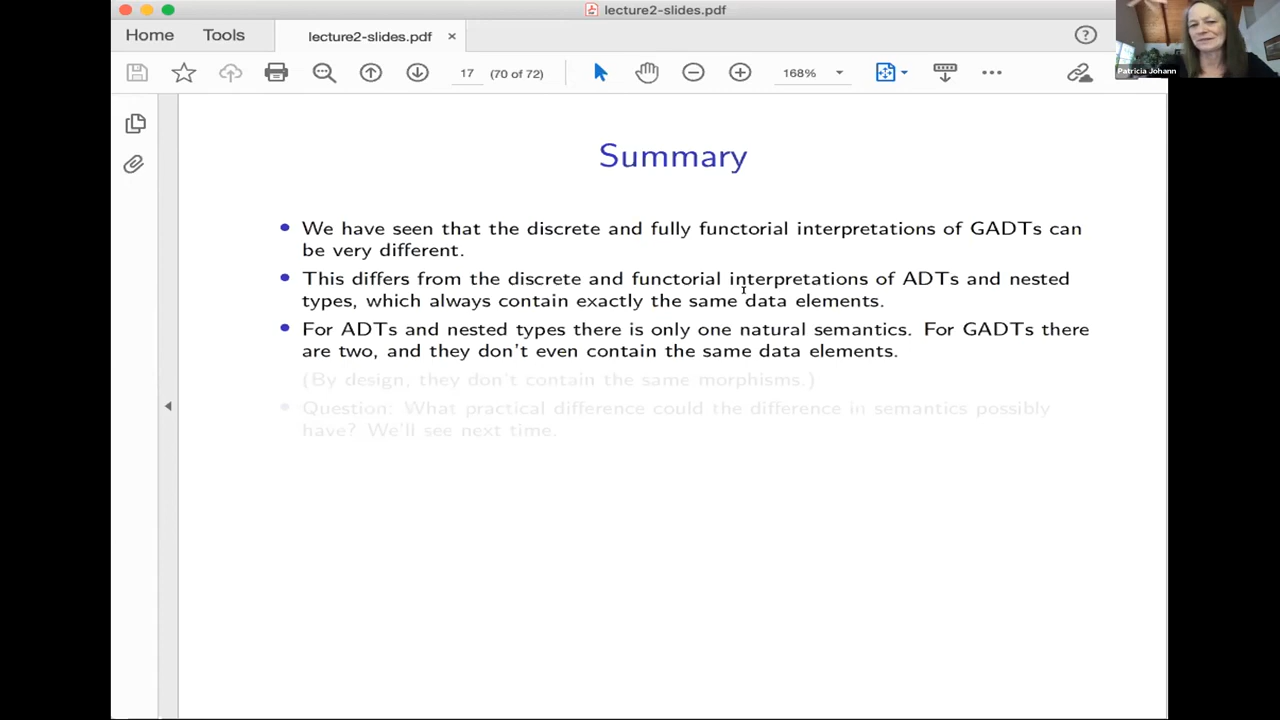 lecture2-slides.pdf
Home
Tools
lecture2-slides.pdf
17
(70 of 72)
168%
Patricia Johann
Summary
We have seen that the discrete and fully functorial interpretations of GADTs can
be very different.
This differs from the discrete and functorial interpretations of ADTs and nested
types, which always contain exactly the same data elements.
For ADTs and nested types there is only one natural semantics. For GADTs there
are two, and they don't even contain the same data elements.
(By design, they don't contain the same morphisms.)
Question: What practical difference could the difference in semantics possibly
have? We'll see next time.